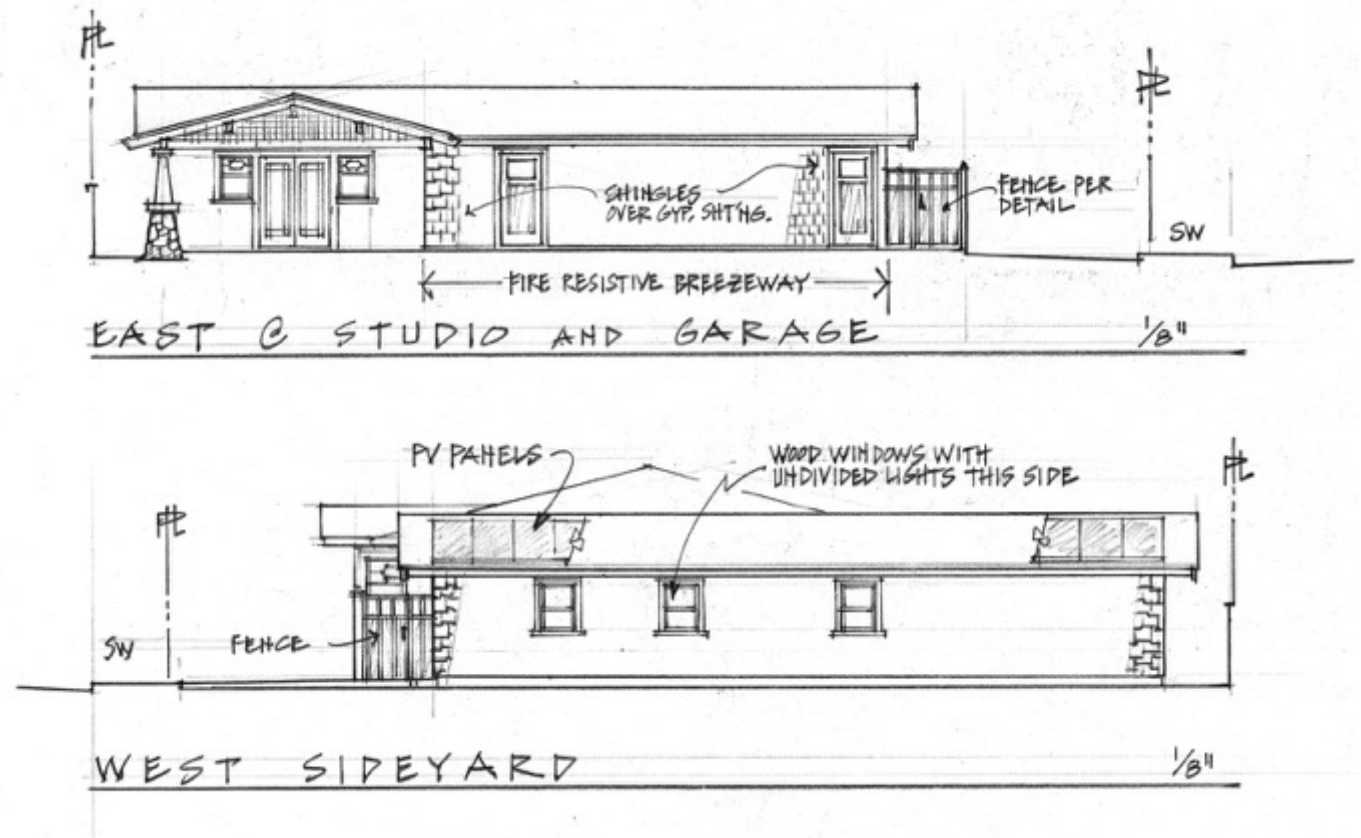 PL
PL
SHINGLES
OVER GYP. SHT'NG.
FENCE PER
DETAIL
SW
FIRE RESISTIVE BREEZEWAY
EAST @ STUDIO AND GARAGE
1/8"
PV PANELS
WOOD WINDOWS WITH
UNDIVIDED LIGHTS THIS SIDE
PL
PL
SW
FENCE
WEST SIDEYARD
1/8"